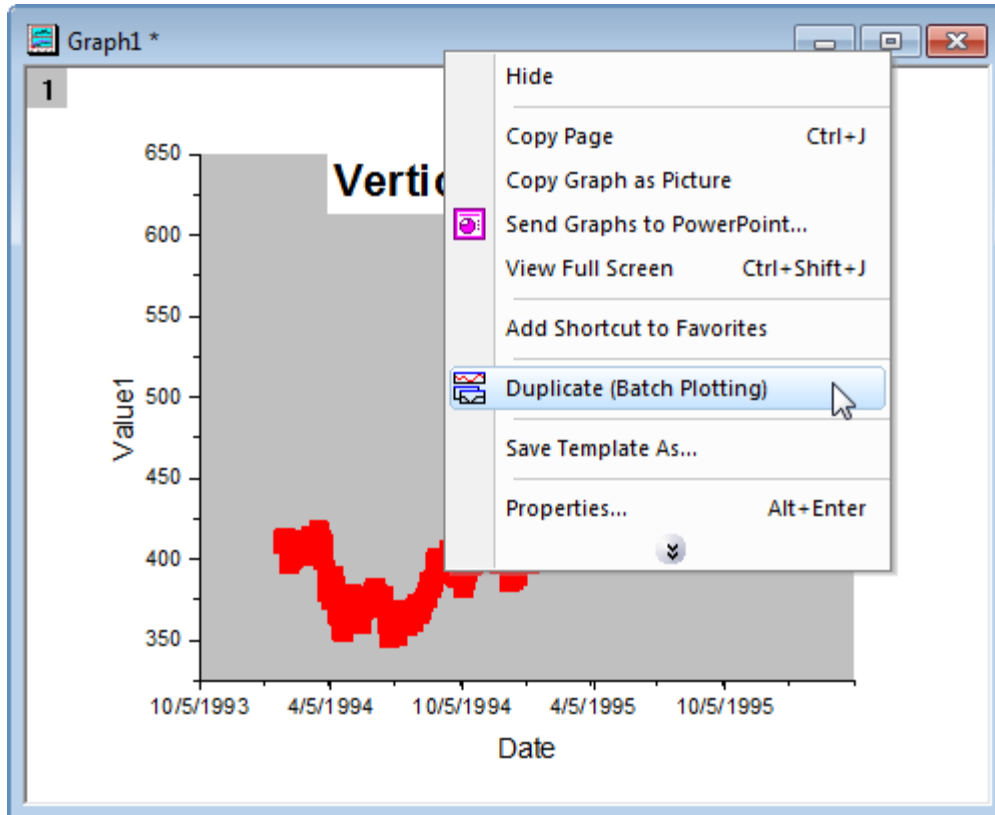 Graph1 *
1
Hide
Copy Page Ctrl+J
Copy Graph as Picture
Send Graphs to PowerPoint...
View Full Screen Ctrl+Shift+J
Add Shortcut to Favorites
Duplicate (Batch Plotting)
Save Template As...
Properties... Alt+Enter
650
600
550
500
450
400
350
Value1
10/5/1993 4/5/1994 10/5/1994 4/5/1995 10/5/1995
Date